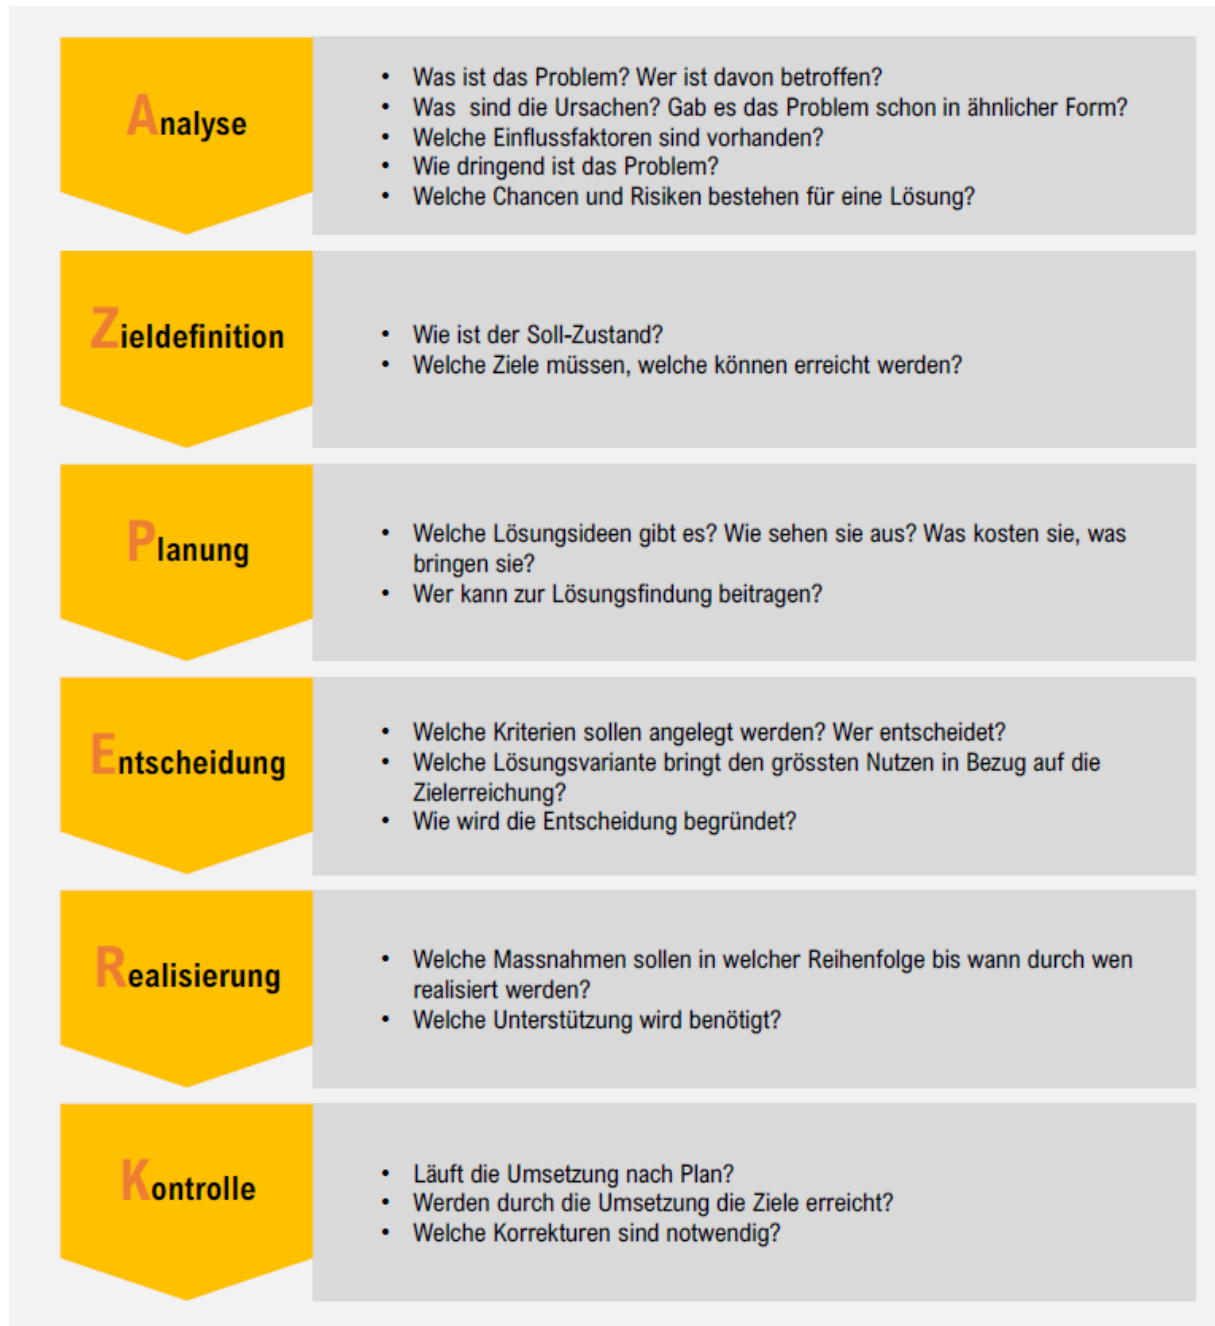 Analyse
• Was ist das Problem? Wer ist davon betroffen?
• Was sind die Ursachen? Gab es das Problem schon in ähnlicher Form?
• Welche Einflussfaktoren sind vorhanden?
• Wie dringend ist das Problem?
• Welche Chancen und Risiken bestehen für eine Lösung?
Zieldefinition
• Wie ist der Soll-Zustand?
• Welche Ziele müssen, welche können erreicht werden?
Planung
• Welche Lösungsideen gibt es? Wie sehen sie aus? Was kosten sie, was
bringen sie?
• Wer kann zur Lösungsfindung beitragen?
Entscheidung
• Welche Kriterien sollen angelegt werden? Wer entscheidet?
• Welche Lösungsvariante bringt den grössten Nutzen in Bezug auf die
Zielerreichung?
• Wie wird die Entscheidung begründet?
Realisierung
• Welche Massnahmen sollen in welcher Reihenfolge bis wann durch wen
realisiert werden?
• Welche Unterstützung wird benötigt?
Kontrolle
• Läuft die Umsetzung nach Plan?
• Werden durch die Umsetzung die Ziele erreicht?
• Welche Korrekturen sind notwendig?